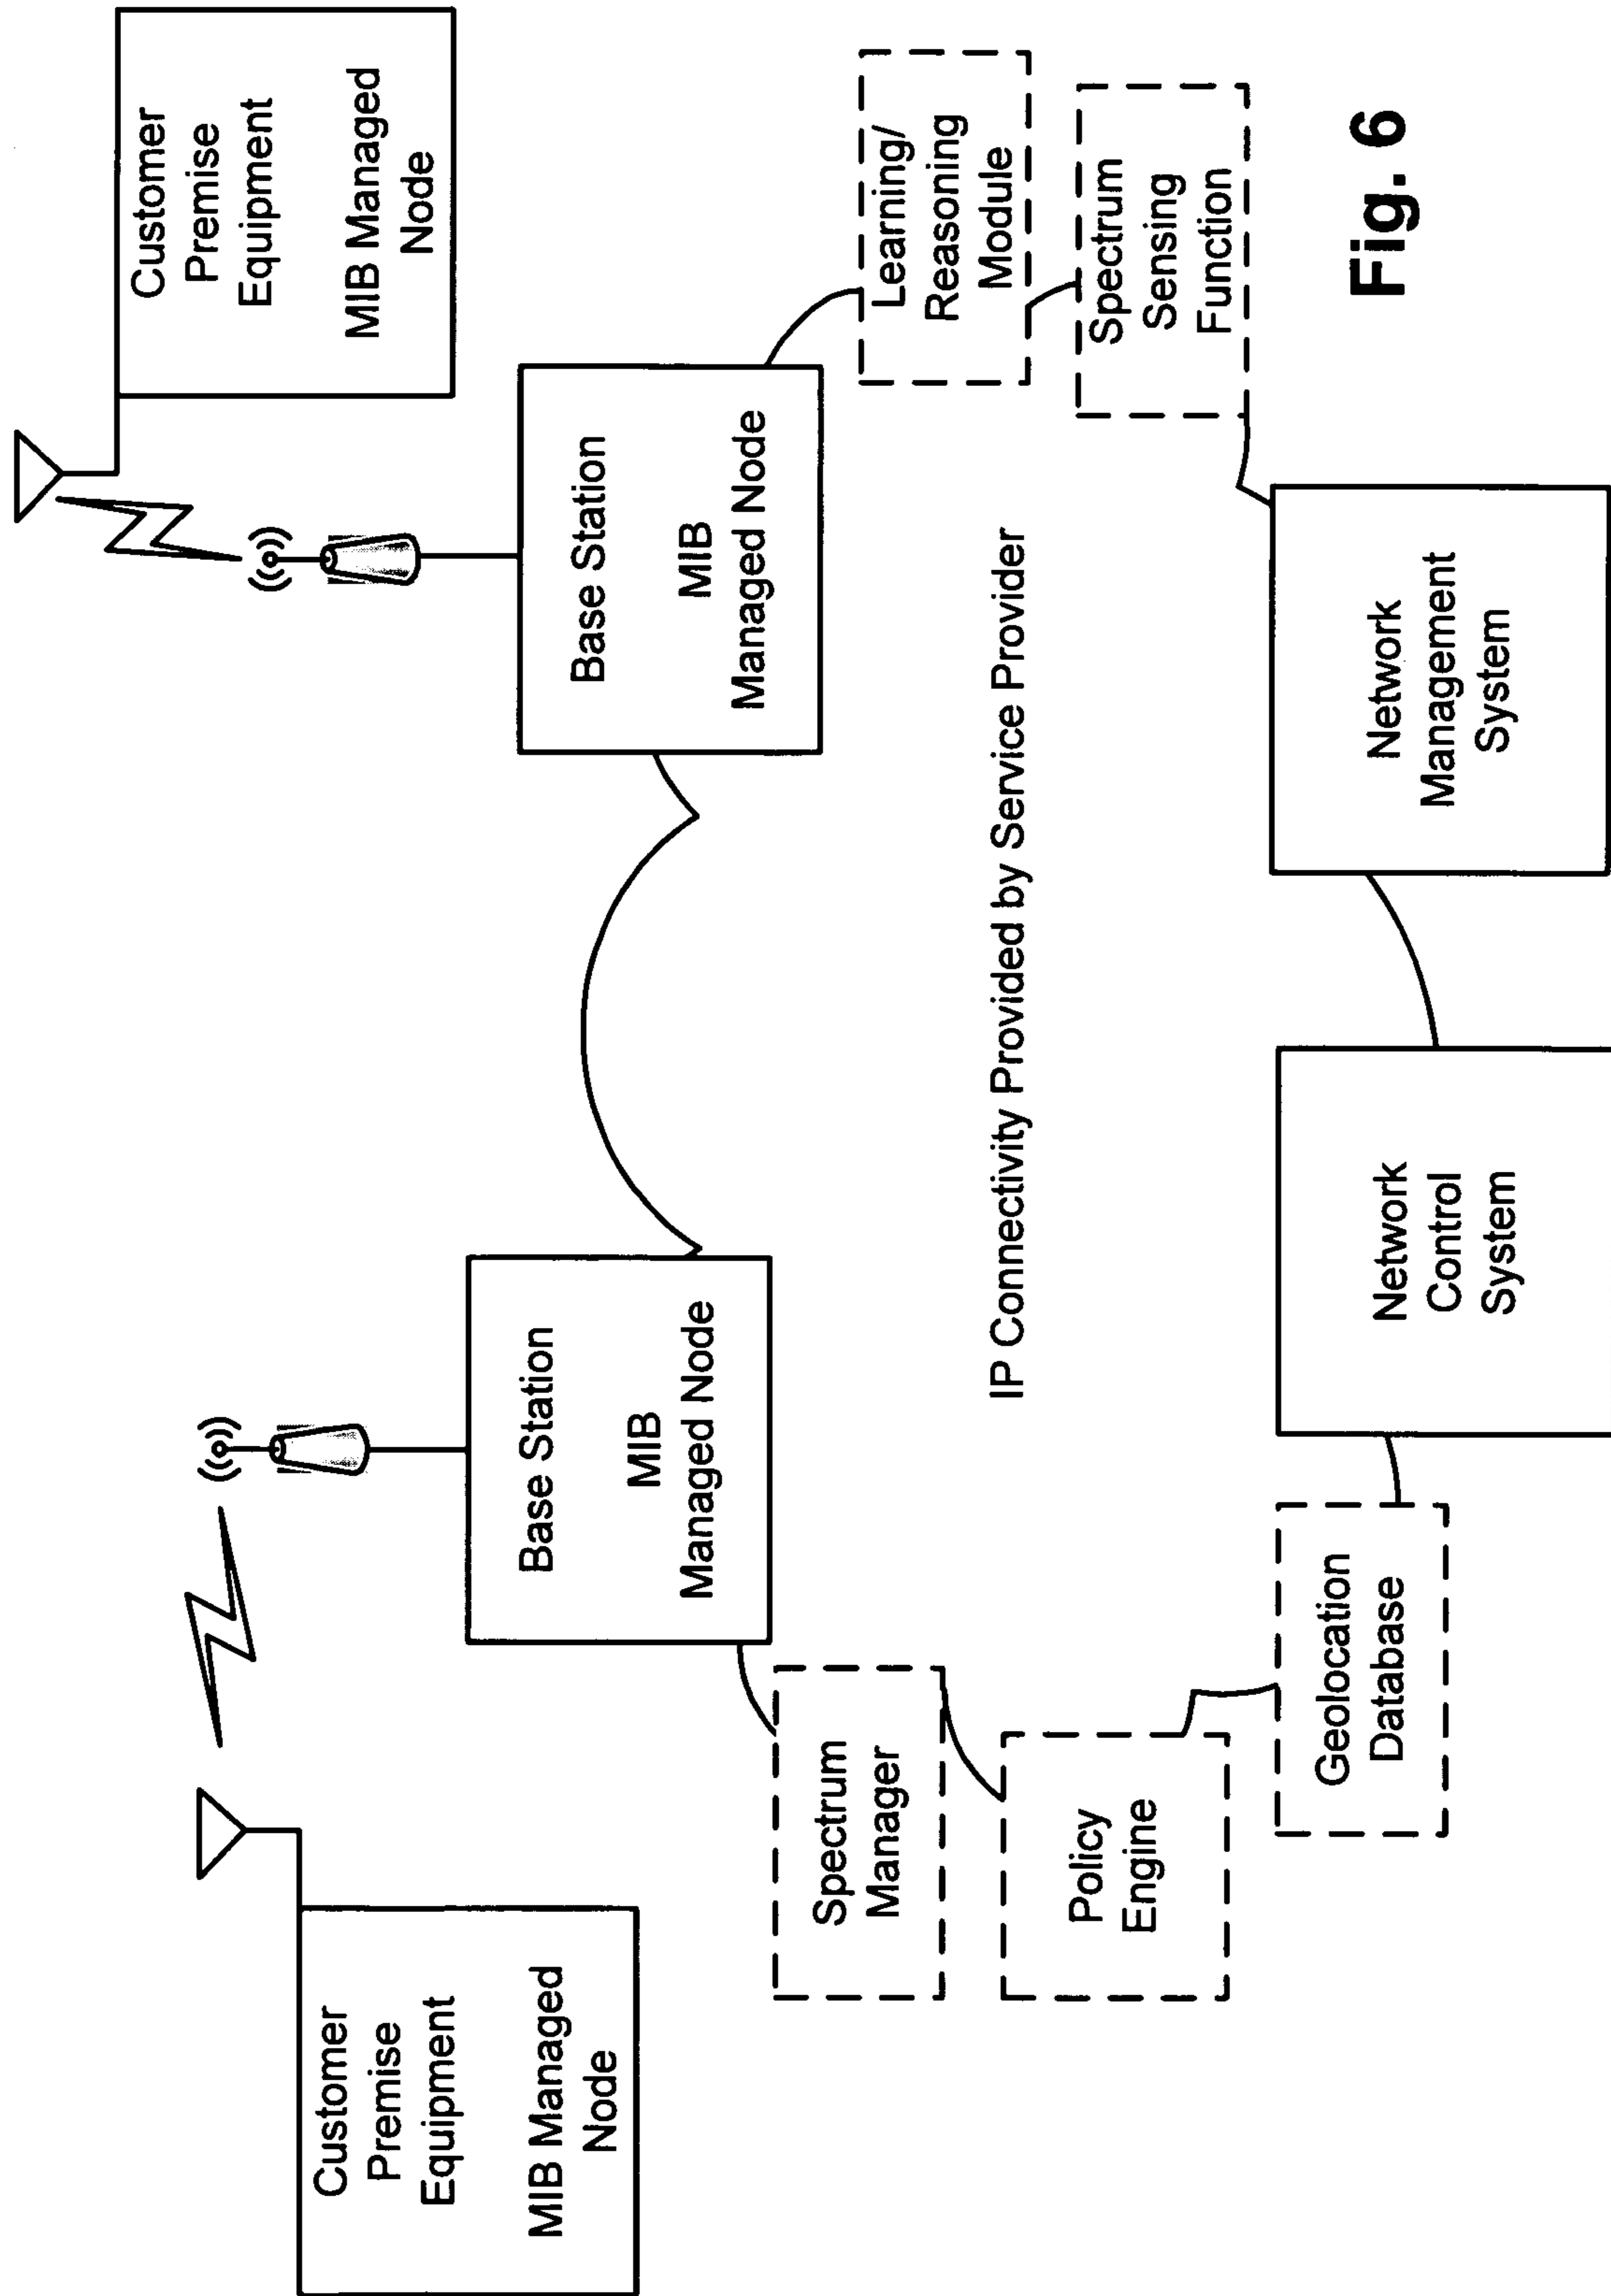 Customer
Premise
Equipment
MIB Managed
Node
Base Station
MIB
Managed Node
Base Station
MIB
Managed Node
Customer
Premise
Equipment
MIB Managed
Node
Spectrum
Manager
Policy
Engine
Geolocation
Database
IP Connectivity Provided by Service Provider
Learning/
Reasoning
Module
Spectrum
Sensing
Function
Network
Control
System
Network
Management
System
Fig. 6